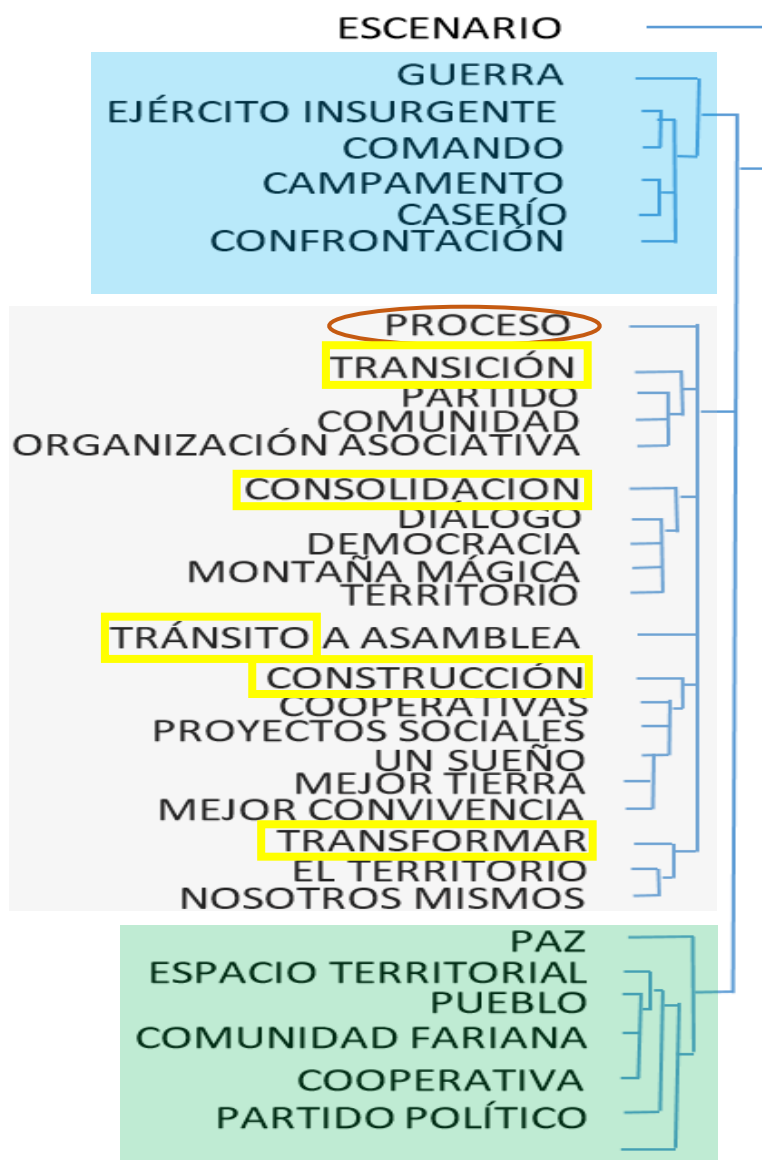 ESCENARIO
GUERRA
EJÉRCITO INSURGENTE
COMANDO
CAMPAMENTO
CASERÍO
CONFRONTACIÓN
PROCESO
TRANSICIÓN
PARTIDO
COMUNIDAD
ORGANIZACIÓN ASOCIATIVA
CONSOLIDACION
DIÁLOGO
DEMOCRACIA
MONTAÑA MÁGICA
TERRITORIO
TRÁNSITO A ASAMBLEA
CONSTRUCCIÓN
COOPERATIVAS
PROYECTOS SOCIALES
UN SUEÑO
MEJOR TIERRA
MEJOR CONVIVENCIA
TRANSFORMAR
EL TERRITORIO
NOSOTROS MISMOS
PAZ
ESPACIO TERRITORIAL
PUEBLO
COMUNIDAD FARIANA
COOPERATIVA
PARTIDO POLÍTICO